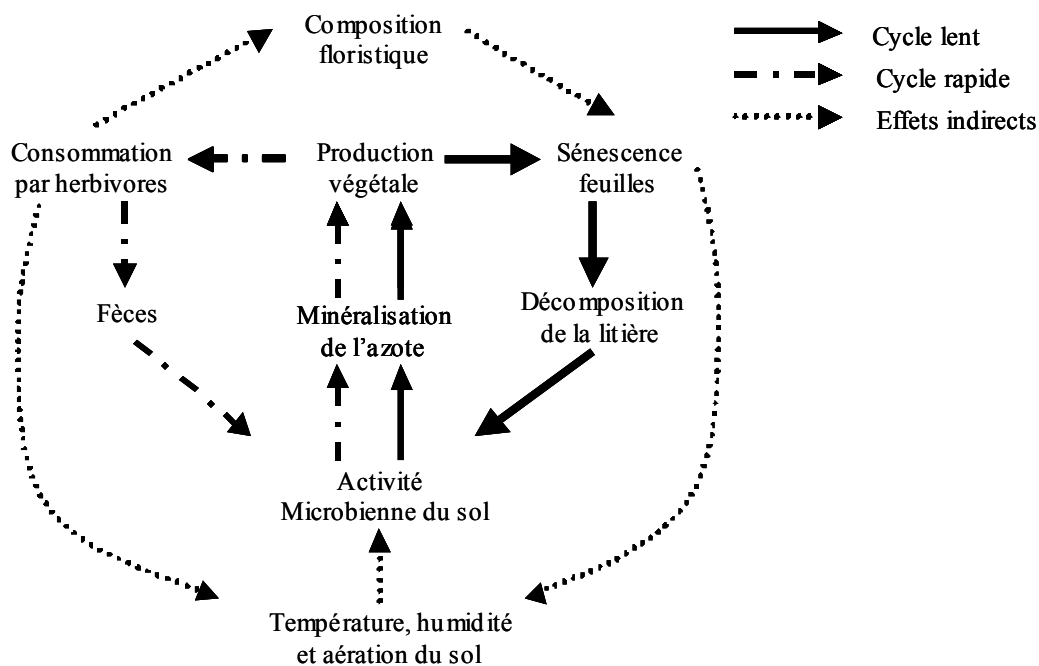 Composition
floristique
Cycle lent
Cycle rapide
Effets indirects
Consommation
par herbivores
Production
végétale
Sénescence
feuilles
Fèces
Minéralisation
de l'azote
Décomposition
de la litière
Activité
Microbienne du sol
Température, humidité
et aération du sol